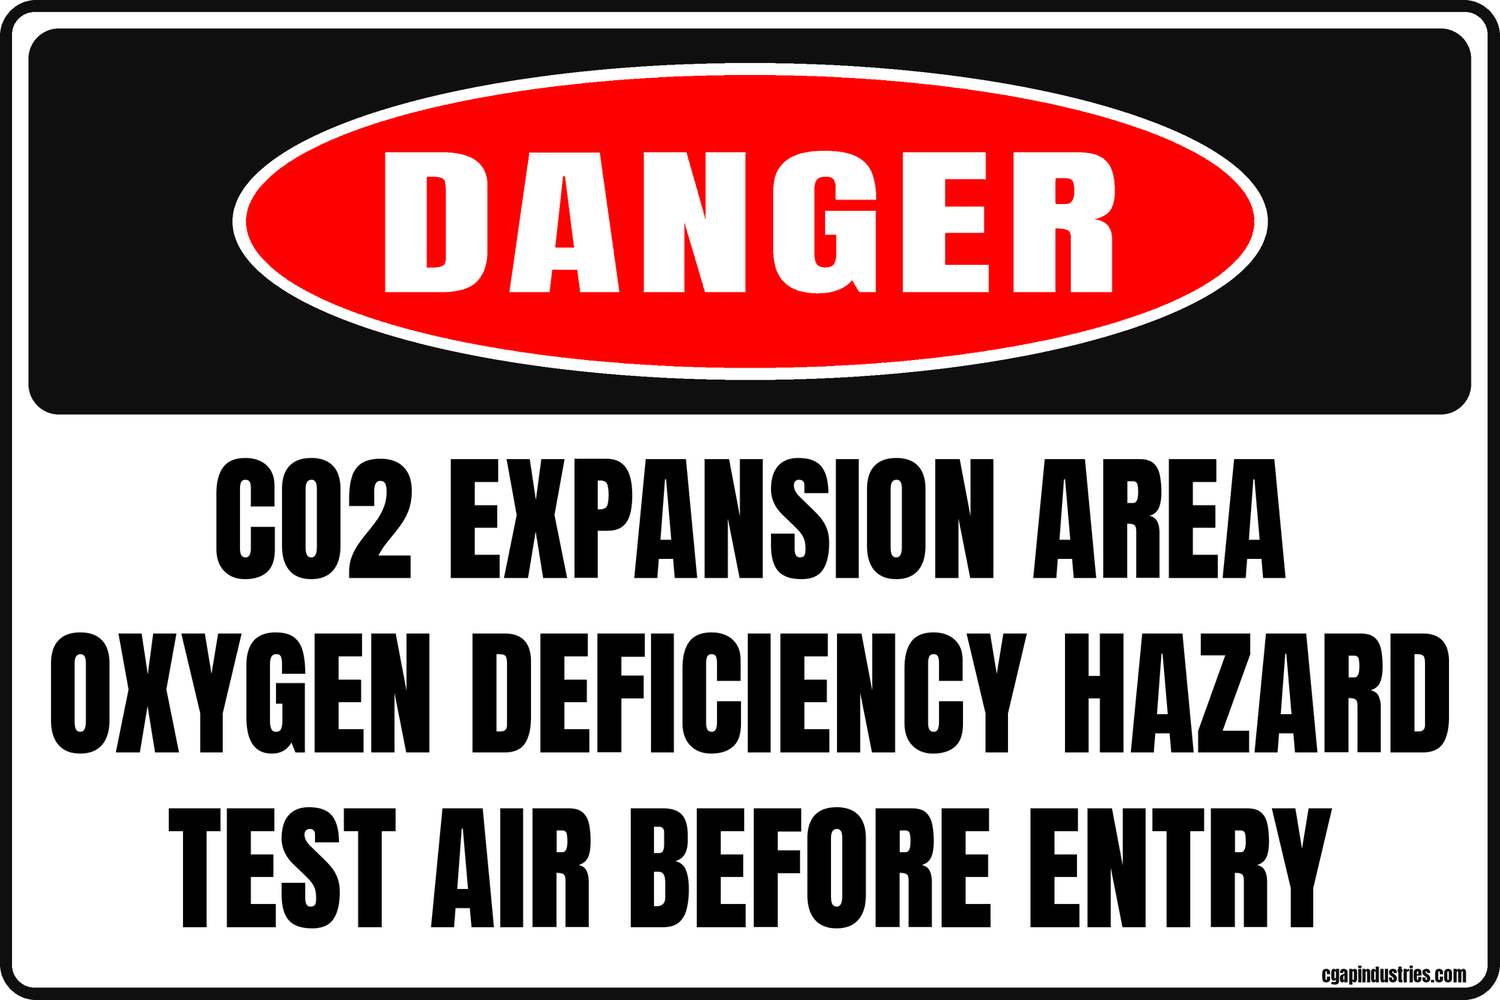 DANGER
CO2 EXPANSION AREA
OXYGEN DEFICIENCY HAZARD
TEST AIR BEFORE ENTRY
cgapindustries.com